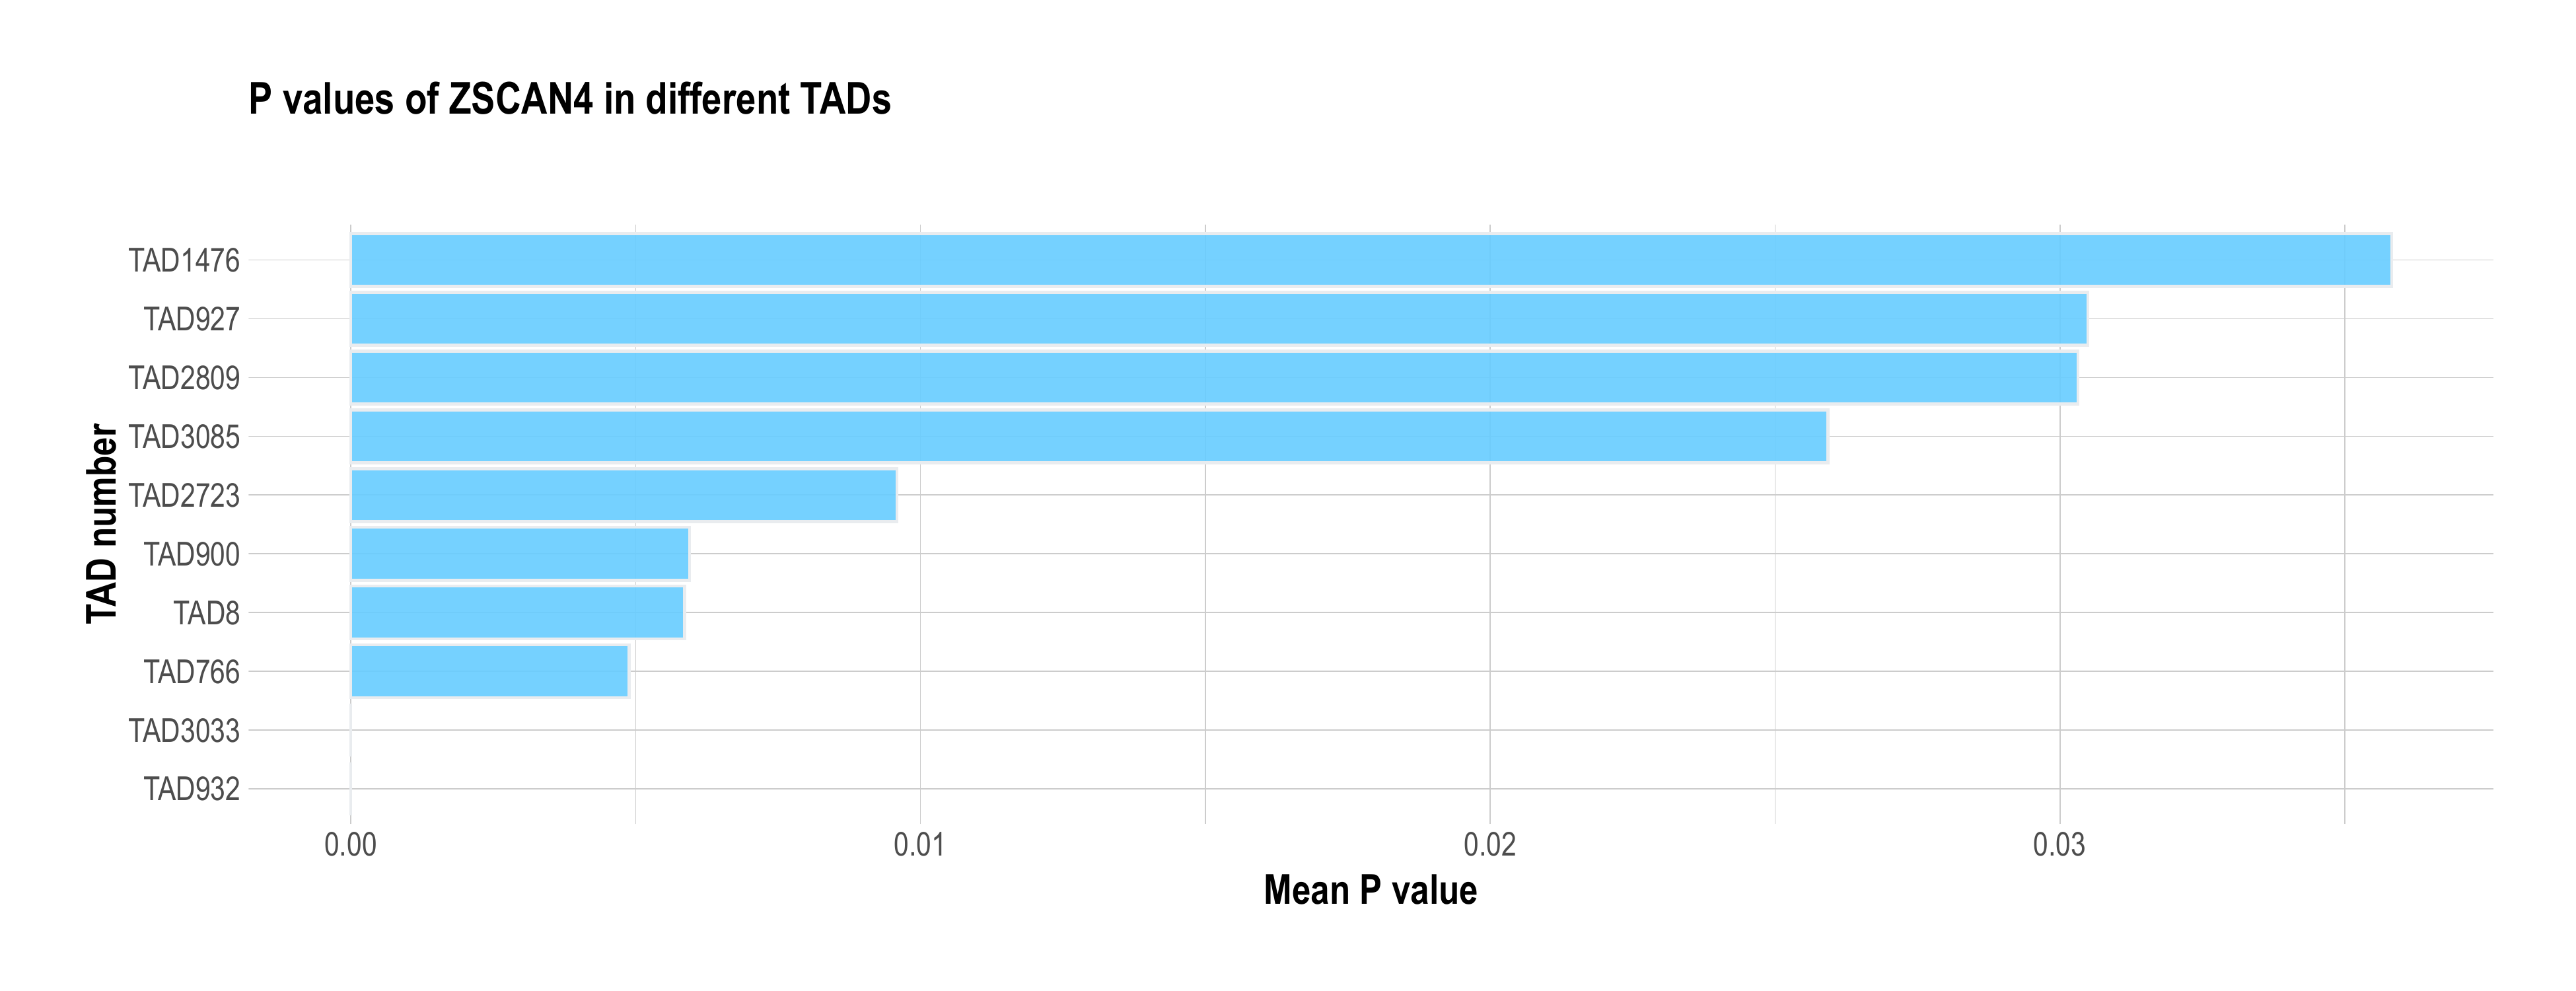 P values of ZSCAN4 in different TADs
TAD number
TAD1476
TAD927
TAD2809
TAD3085
TAD2723
TAD900
TAD8
TAD766
TAD3033
TAD932
0.00 0.01 0.02 0.03
Mean P value